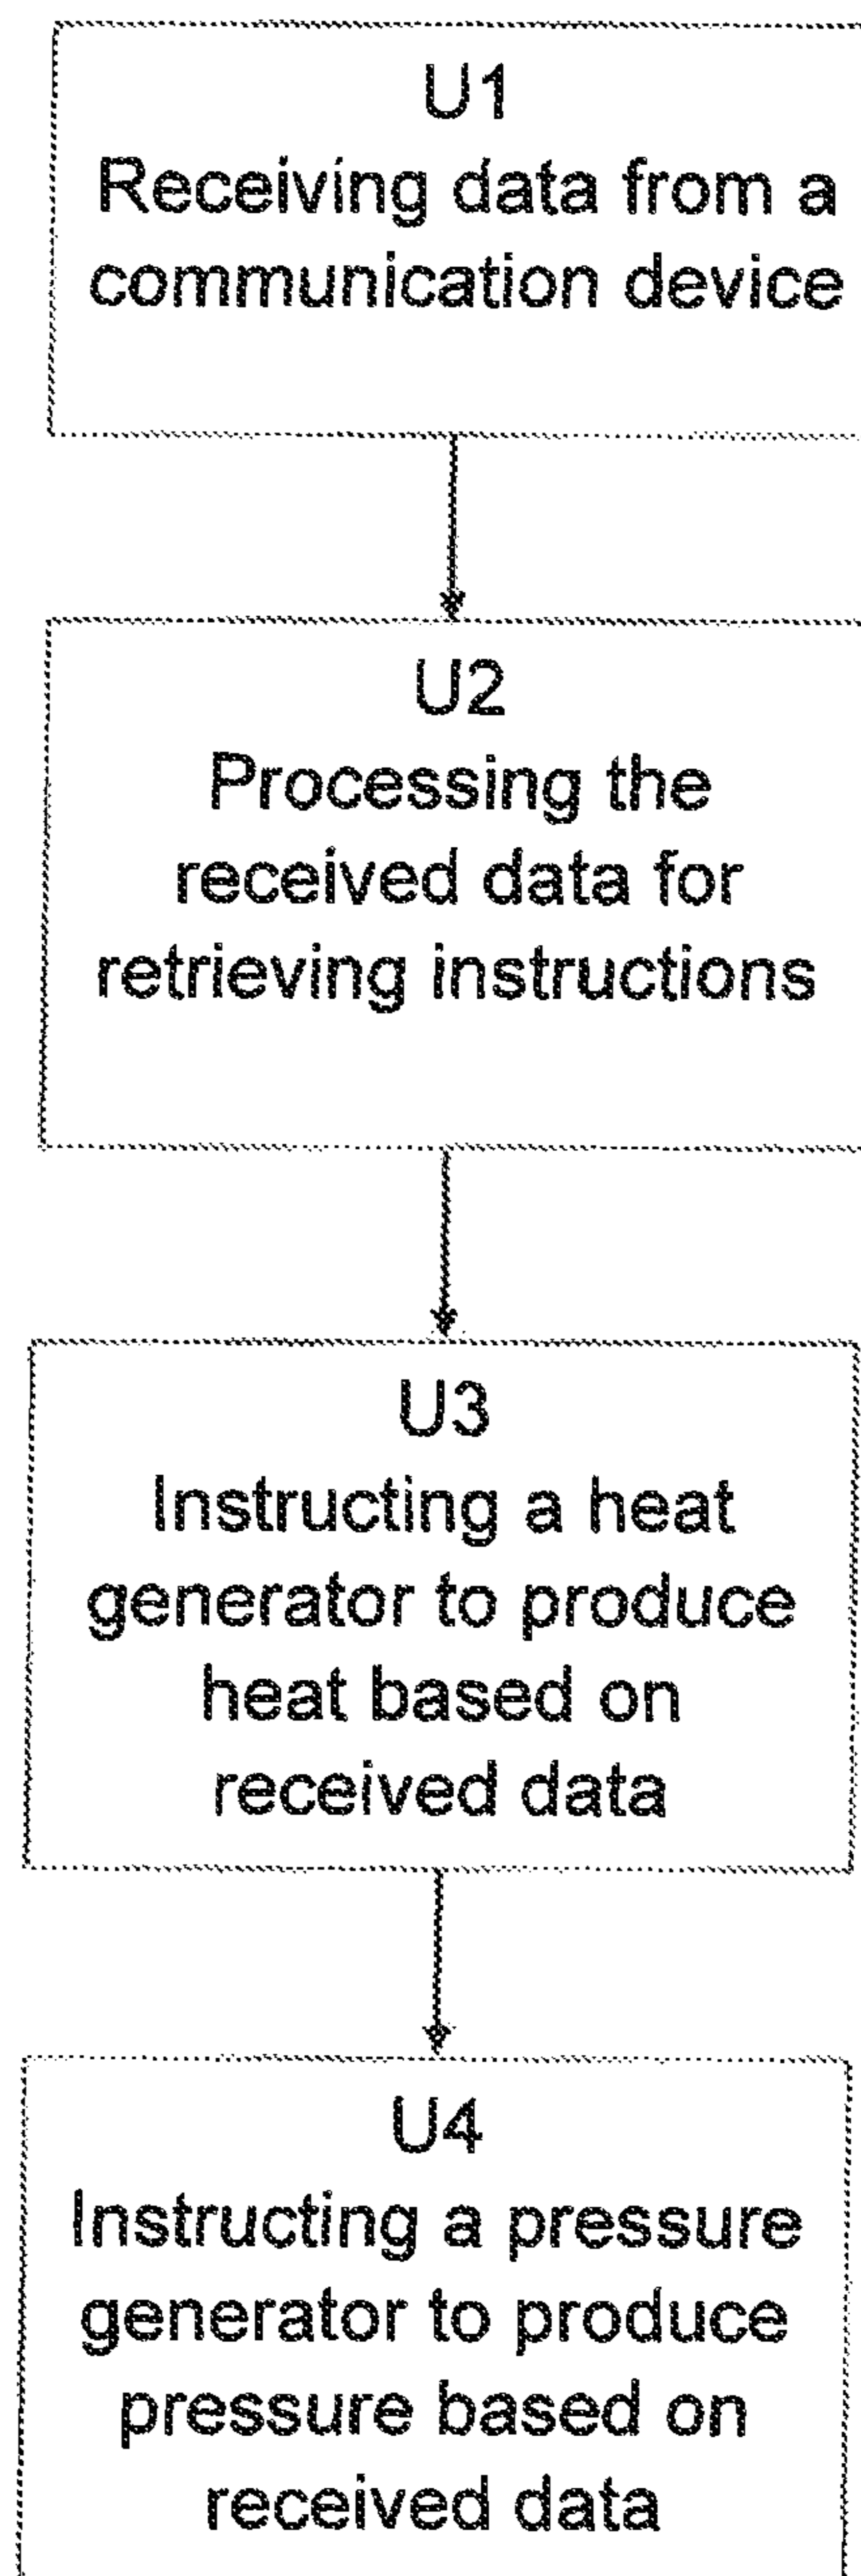 U1
Receiving data from a
communication device
U2
Processing the
received data for
retrieving instructions
U3
Instructing a heat
generator to produce
heat based on
received data
U4
Instructing a pressure
generator to produce
pressure based on
received data